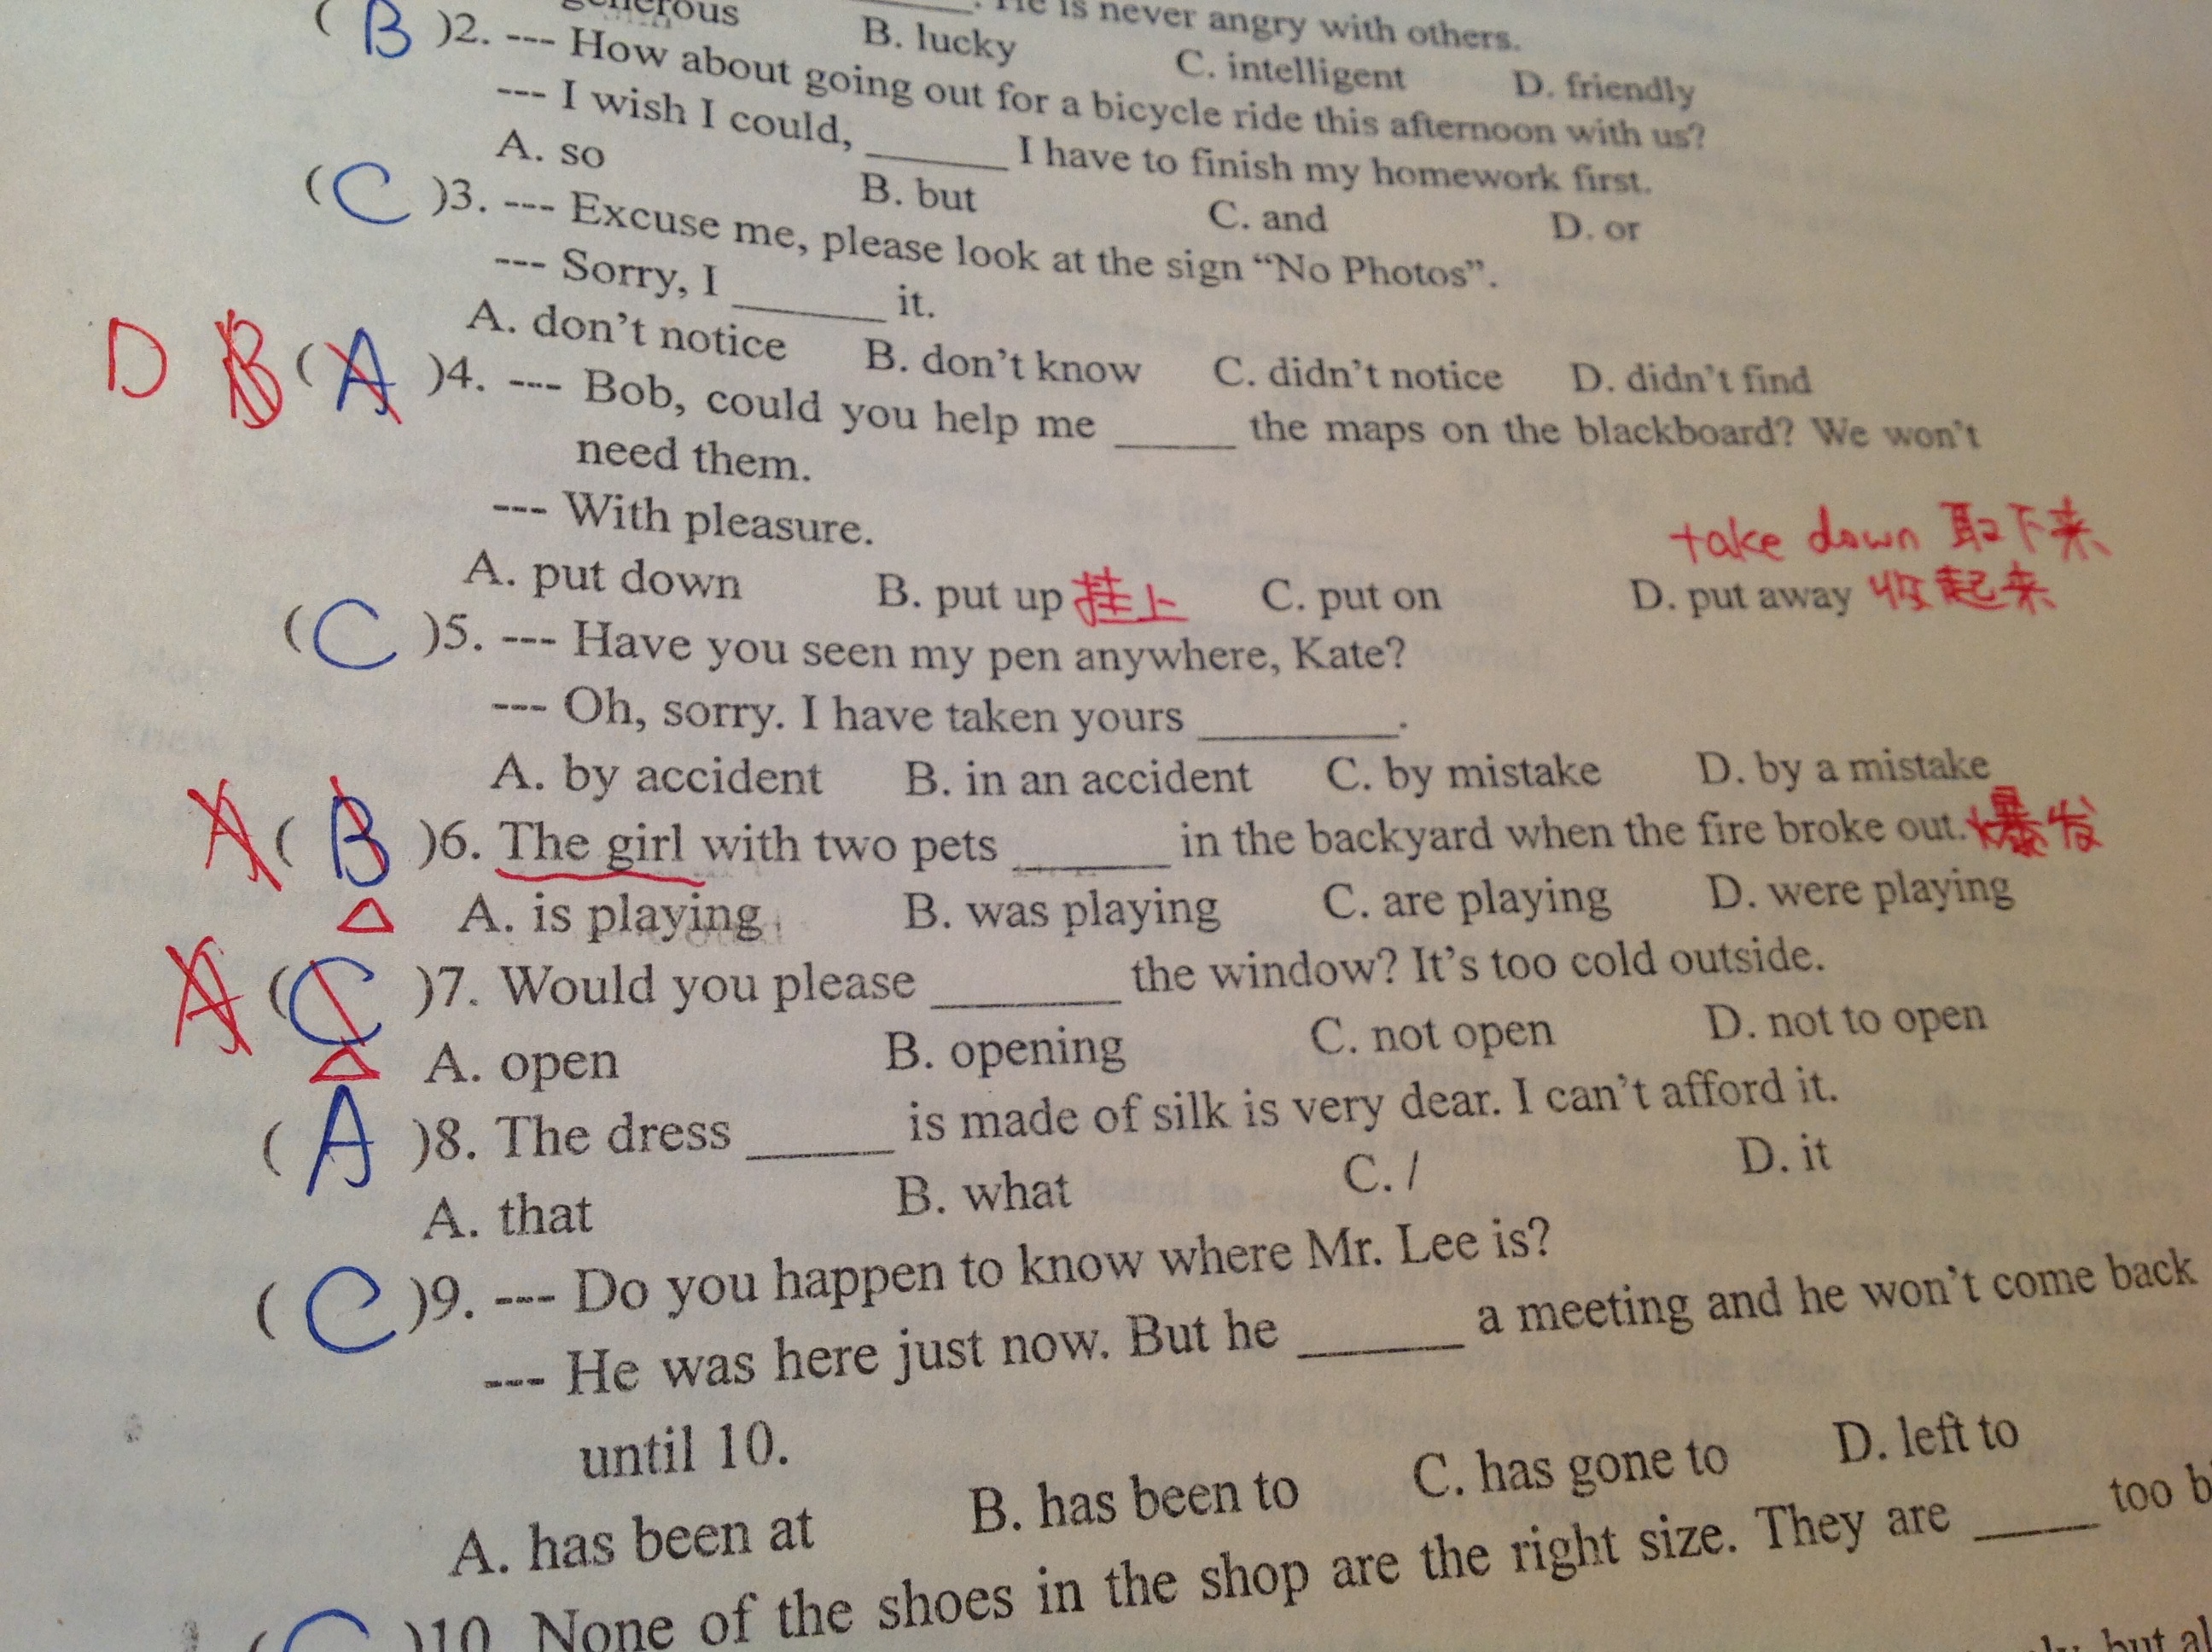 generous B. lucky C. intelligent D. friendly
. He is never angry with others.
( B )2. --- How about going out for a bicycle ride this afternoon with us?
--- I wish I could, ______ I have to finish my homework first.
A. so B. but C. and D. or
( C )3. --- Excuse me, please look at the sign “No Photos”.
--- Sorry, I ______ it.
A. don’t notice B. don’t know C. didn’t notice D. didn’t find
D B ( A )4. --- Bob, could you help me _____ the maps on the blackboard? We won’t
need them.
--- With pleasure.
take down 取下来
A. put down B. put up 挂上 C. put on D. put away 收起来
( C )5. --- Have you seen my pen anywhere, Kate?
--- Oh, sorry. I have taken yours ________.
A. by accident B. in an accident C. by mistake D. by a mistake
A ( B )6. The girl with two pets ______ in the backyard when the fire broke out. 爆发
△ A. is playing B. was playing C. are playing D. were playing
A ( C )7. Would you please _______ the window? It’s too cold outside.
△ A. open B. opening C. not open D. not to open
( A )8. The dress _____ is made of silk is very dear. I can’t afford it.
A. that B. what C. / D. it
( C )9. --- Do you happen to know where Mr. Lee is?
--- He was here just now. But he ______ a meeting and he won’t come back
until 10.
A. has been at B. has been to C. has gone to D. left to
( C )10. None of the shoes in the shop are the right size. They are _____ too
but